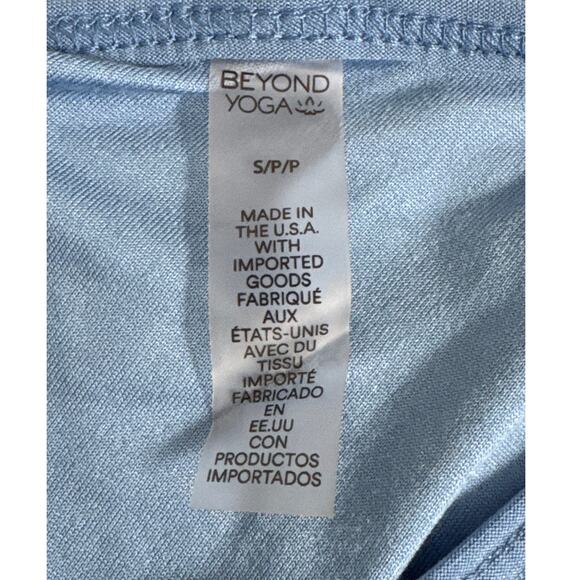 BEYOND
YOGA
S/P/P
MADE IN
THE U.S.A.
WITH
IMPORTED
GOODS
FABRIQUÉ
AUX
ÉTATS-UNIS
AVEC DU
TISSU
IMPORTÉ
FABRICADO
EN
EE.UU
CON
PRODUCTOS
IMPORTADOS